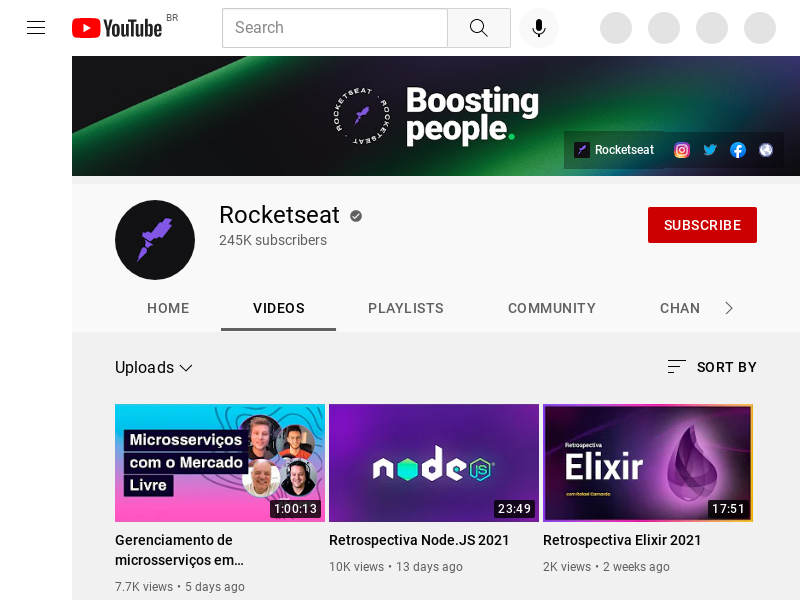 YouTube BR
Search
ROCKETSEAT · ROCKETSEAT ·
Boosting
people.
Rocketseat
Rocketseat
245K subscribers
SUBSCRIBE
HOME VIDEOS PLAYLISTS COMMUNITY CHAN
Uploads
SORT BY
Microsserviços
com o Mercado
Livre
1:00:13
Gerenciamento de
microsserviços em…
7.7K views • 5 days ago
node JS
23:49
Retrospectiva Node.JS 2021
10K views • 13 days ago
Retrospectiva
Elixir
com Rafael Camarda
17:51
Retrospectiva Elixir 2021
2K views • 2 weeks ago